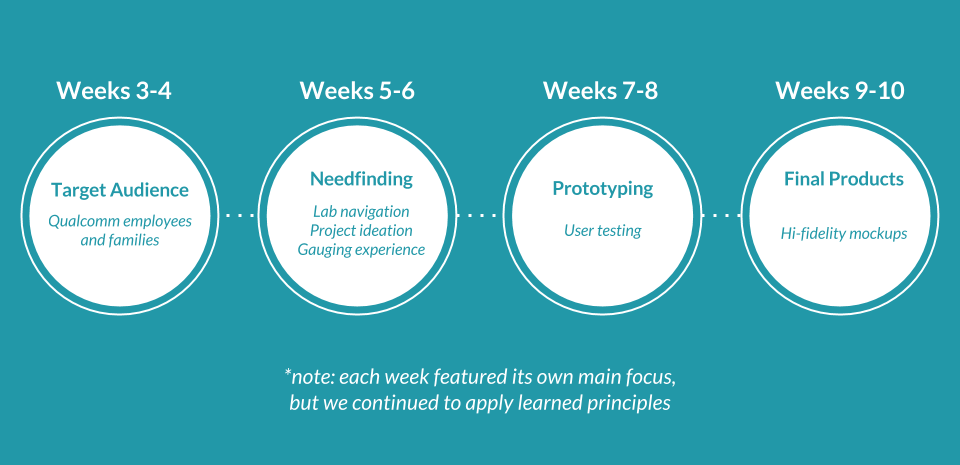 Weeks 3-4
Target Audience
Qualcomm employees
and families
Weeks 5-6
Needfinding
Lab navigation
Project ideation
Gauging experience
Weeks 7-8
Prototyping
User testing
Weeks 9-10
Final Products
Hi-fidelity mockups
*note: each week featured its own main focus,
but we continued to apply learned principles